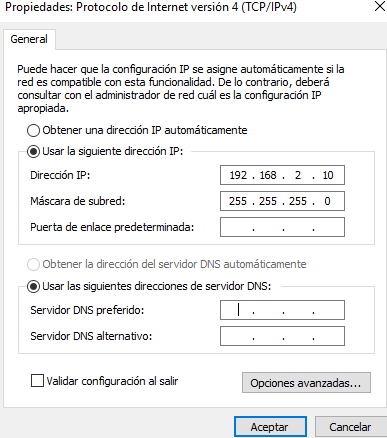 Propiedades: Protocolo de Internet versión 4 (TCP/IPv4)
General
Puede hacer que la configuración IP se asigne automáticamente si la
red es compatible con esta funcionalidad. De lo contrario, deberá
consultar con el administrador de red cuál es la configuración IP
apropiada.
Obtener una dirección IP automáticamente
Usar la siguiente dirección IP:
Dirección IP: 192 . 168 . 2 . 10
Máscara de subred: 255 . 255 . 255 . 0
Puerta de enlace predeterminada: . . .
Obtener la dirección del servidor DNS automáticamente
Usar las siguientes direcciones de servidor DNS:
Servidor DNS preferido: . . .
Servidor DNS alternativo: . . .
Validar configuración al salir
Opciones avanzadas...
Aceptar Cancelar